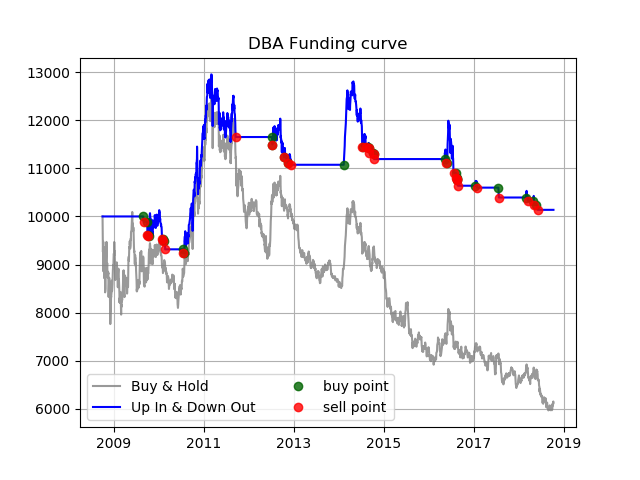 DBA Funding curve
13000
12000
11000
10000
9000
8000
7000
6000
Buy & Hold
Up In & Down Out
buy point
sell point
2009 2011 2013 2015 2017 2019